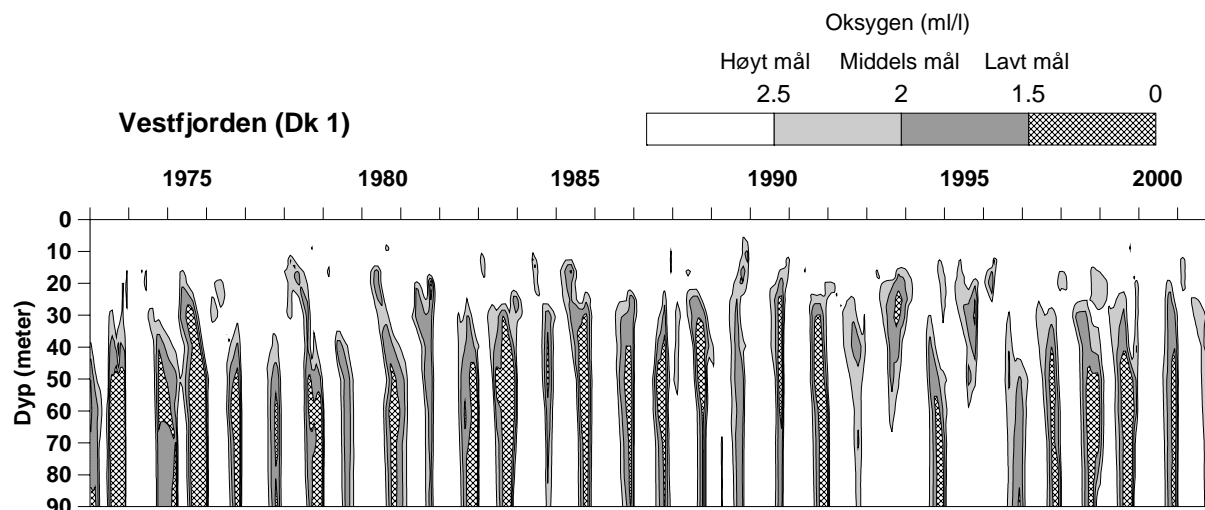 Oksygen (ml/l)
Høyt mål Middels mål Lavt mål
2.5 2 1.5 0
Vestfjorden (Dk 1)
1975 1980 1985 1990 1995 2000
0
10
20
30
40
50
60
70
80
90
Dyp (meter)